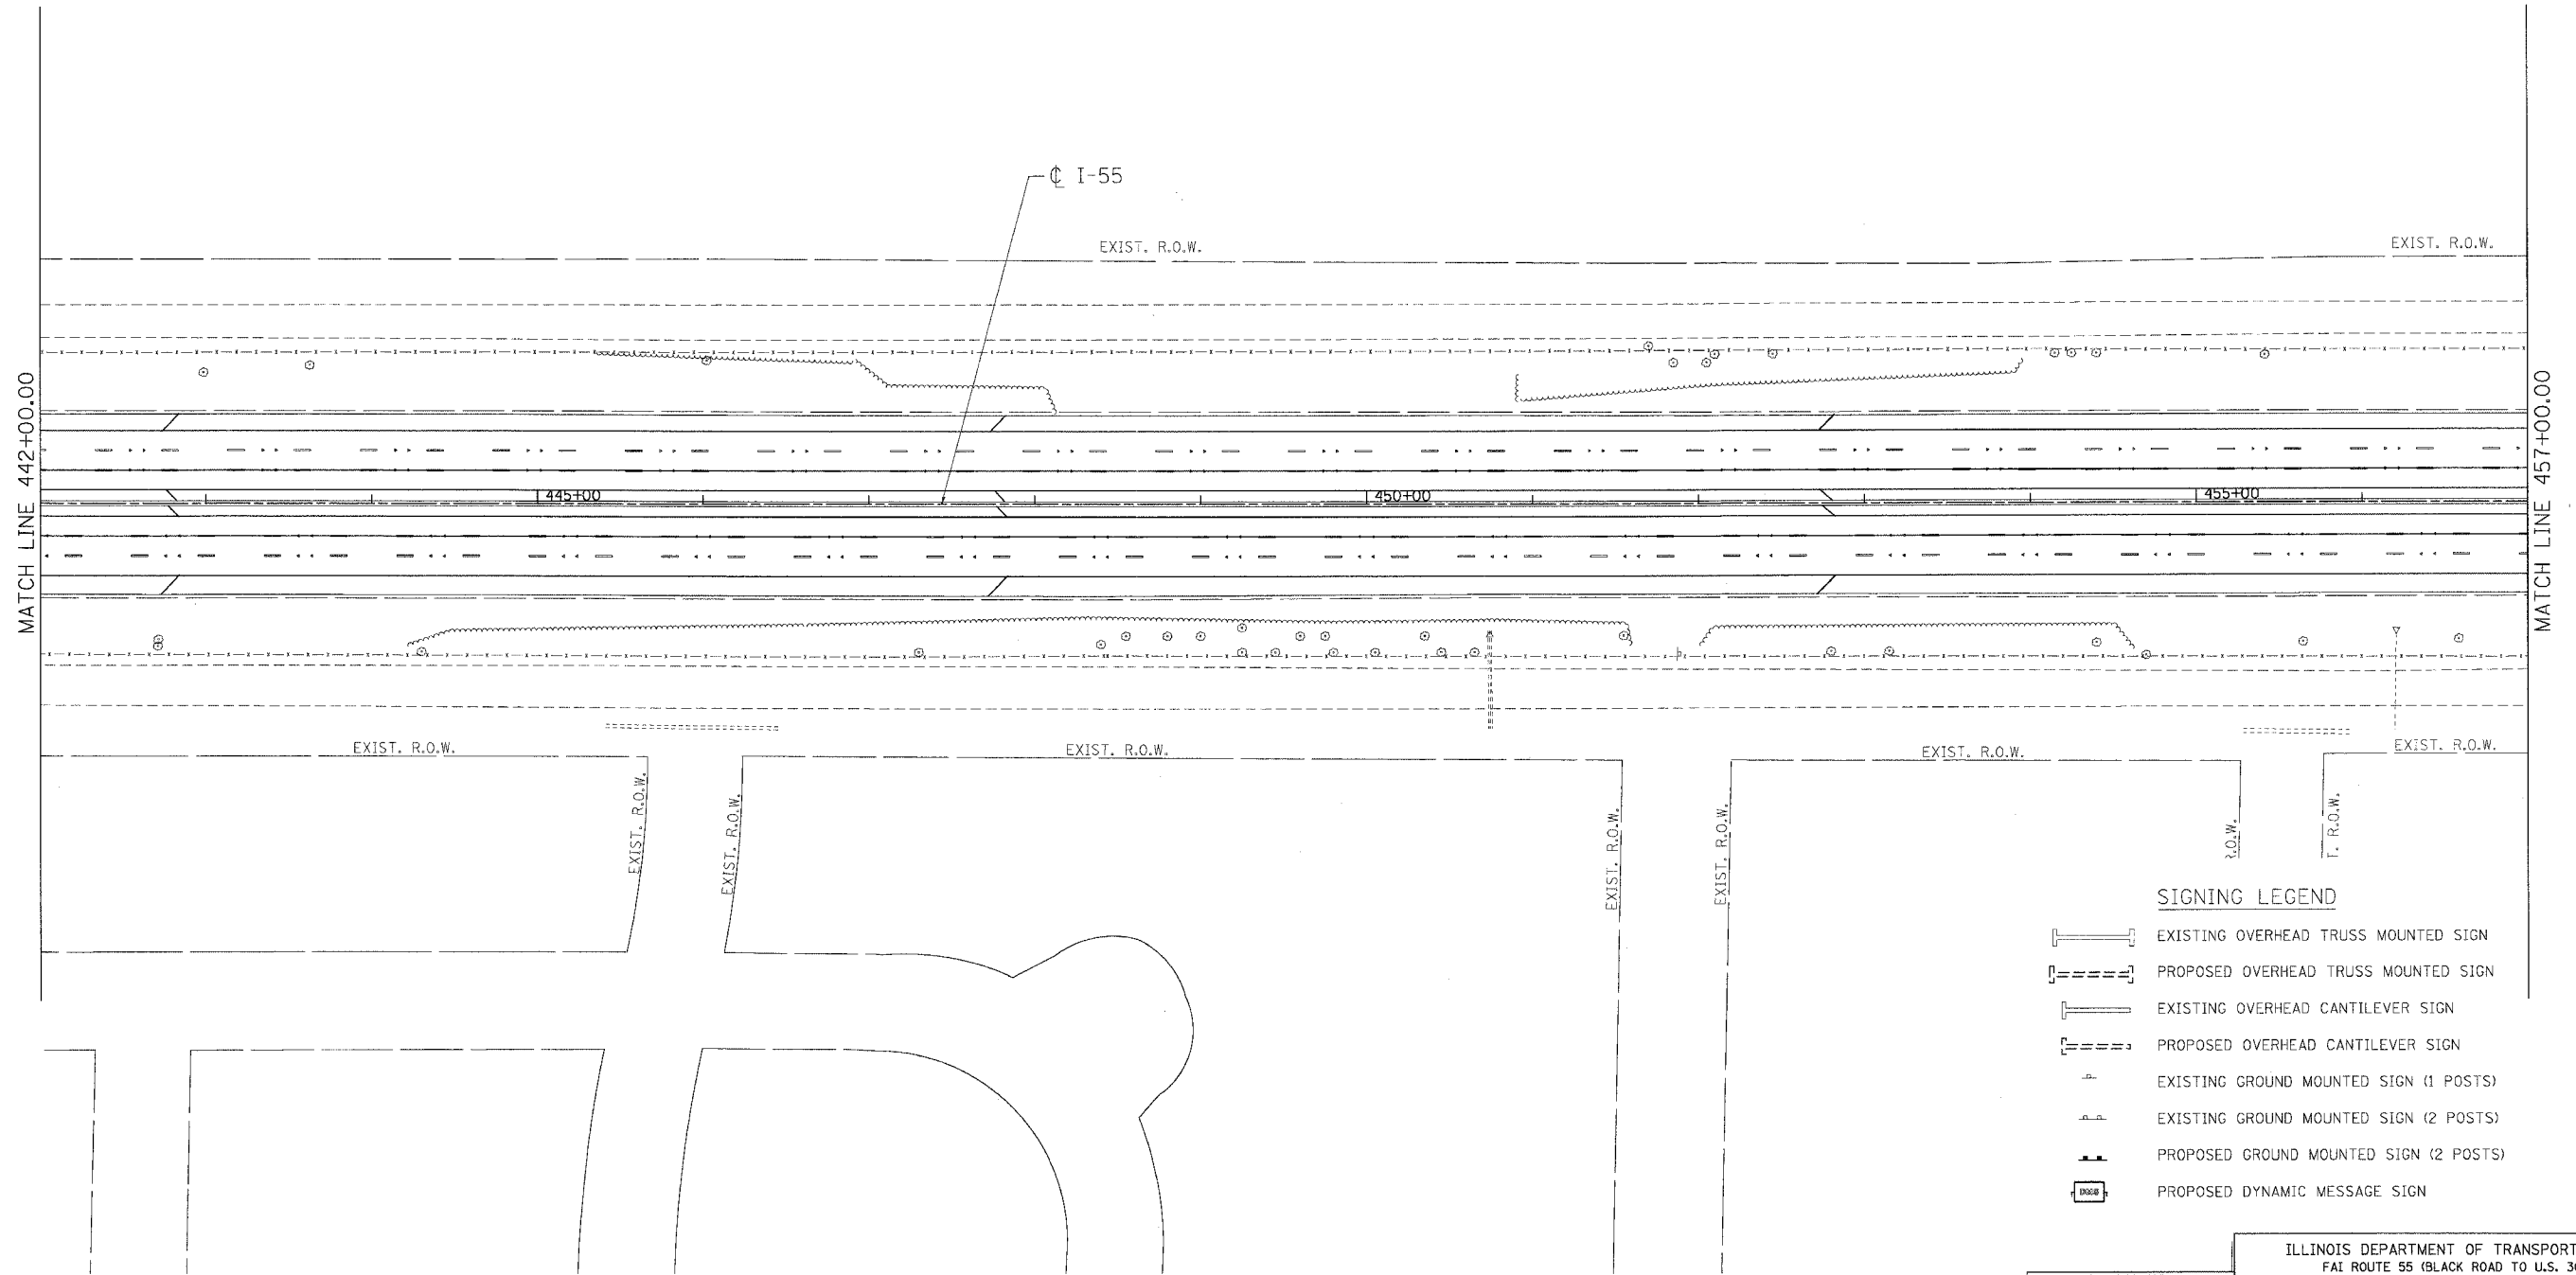 ℄ I-55
EXIST. R.O.W.
EXIST. R.O.W.
MATCH LINE 442+00.00
MATCH LINE 457+00.00
445+00
450+00
455+00
EXIST. R.O.W.
EXIST. R.O.W.
EXIST. R.O.W.
EXIST. R.O.W.
EXIST. R.O.W.
EXIST. R.O.W.
EXIST. R.O.W.
EXIST. R.O.W.
R.O.W.
T. R.O.W.
SIGNING LEGEND
EXISTING OVERHEAD TRUSS MOUNTED SIGN
PROPOSED OVERHEAD TRUSS MOUNTED SIGN
EXISTING OVERHEAD CANTILEVER SIGN
PROPOSED OVERHEAD CANTILEVER SIGN
EXISTING GROUND MOUNTED SIGN (1 POSTS)
EXISTING GROUND MOUNTED SIGN (2 POSTS)
PROPOSED GROUND MOUNTED SIGN (2 POSTS)
PROPOSED DYNAMIC MESSAGE SIGN
ILLINOIS DEPARTMENT OF TRANSPORT
FAI ROUTE 55 (BLACK ROAD TO U.S. 3